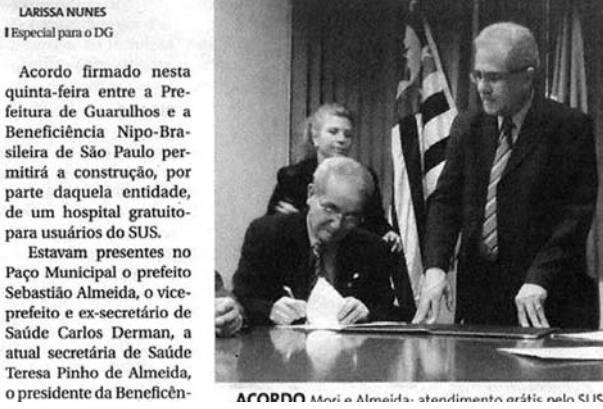 LARISSA NUNES
Especial para o DG
Acordo firmado nesta
quinta-feira entre a Pre-
feitura de Guarulhos e a
Beneficiência Nipo-Bra-
sileira de São Paulo per-
mitirá a construção, por
parte daquela entidade,
de um hospital gratuito-
para usuários do SUS.
Estavam presentes no
Paço Municipal o prefeito
Sebastião Almeida, o vice-
prefeito e ex-secretário de
Saúde Carlos Derman, a
atual secretária de Saúde
Teresa Pinho de Almeida,
o presidente da Beneficên-
ACORDO Mori e Almeida: atendimento grátis pelo SUS